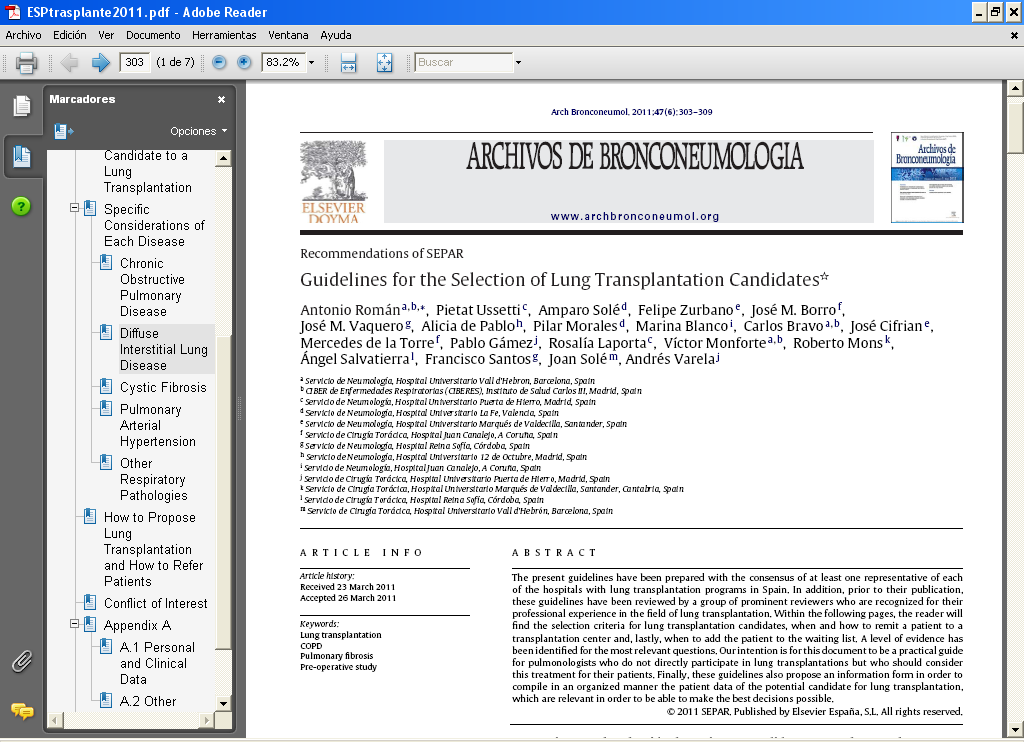 ESPtrasplante2011.pdf - Adobe Reader
Archivo Edición Ver Documento Herramientas Ventana Ayuda
303 (1 de 7) 83.2% Buscar
Marcadores
Opciones
Candidate to a
Lung
Transplantation
Specific
Considerations of
Each Disease
Chronic
Obstructive
Pulmonary
Disease
Diffuse
Interstitial Lung
Disease
Cystic Fibrosis
Pulmonary
Arterial
Hypertension
Other
Respiratory
Pathologies
How to Propose
Lung
Transplantation
and How to Refer
Patients
Conflict of Interest
Appendix A
A.1 Personal
and Clinical
Data
A.2 Other
Arch Bronconeumol. 2011;47(6):303–309
ELSEVIER
DOYMA
ARCHIVOS DE BRONCONEUMOLOGIA
www.archbronconeumol.org
Archivos de
Bronconeumologia
Recommendations of SEPAR
Guidelines for the Selection of Lung Transplantation Candidates☆
Antonio Román a,b,*, Pietat Ussetti c, Amparo Solé d, Felipe Zurbano e, José M. Borro f,
José M. Vaquero g, Alicia de Pablo h, Pilar Morales d, Marina Blanco i, Carlos Bravo a,b, José Cifrian e,
Mercedes de la Torre f, Pablo Gámez j, Rosalía Laporta c, Víctor Monforte a,b, Roberto Mons k,
Ángel Salvatierra l, Francisco Santos g, Joan Solé m, Andrés Varela j
a Servicio de Neumología, Hospital Universitario Vall d'Hebron, Barcelona, Spain
b CIBER de Enfermedades Respiratorias (CIBERES), Instituto de Salud Carlos III, Madrid, Spain
c Servicio de Neumología, Hospital Universitario Puerta de Hierro, Madrid, Spain
d Servicio de Neumología, Hospital Universitario La Fe, Valencia, Spain
e Servicio de Neumología, Hospital Universitario Marqués de Valdecilla, Santander, Spain
f Servicio de Cirugía Torácica, Hospital Juan Canalejo, A Coruña, Spain
g Servicio de Neumología, Hospital Reina Sofía, Córdoba, Spain
h Servicio de Neumología, Hospital Universitario 12 de Octubre, Madrid, Spain
i Servicio de Neumología, Hospital Juan Canalejo, A Coruña, Spain
j Servicio de Cirugía Torácica, Hospital Universitario Puerta de Hierro, Madrid, Spain
k Servicio de Cirugía Torácica, Hospital Universitario Marqués de Valdecilla, Santander, Cantabria, Spain
l Servicio de Cirugía Torácica, Hospital Reina Sofía, Córdoba, Spain
m Servicio de Cirugía Torácica, Hospital Universitario Vall d'Hebrón, Barcelona, Spain
ARTICLE INFO
Article history:
Received 23 March 2011
Accepted 26 March 2011
Keywords:
Lung transplantation
COPD
Pulmonary fibrosis
Pre-operative study
ABSTRACT
The present guidelines have been prepared with the consensus of at least one representative of each
of the hospitals with lung transplantation programs in Spain. In addition, prior to their publication,
these guidelines have been reviewed by a group of prominent reviewers who are recognized for their
professional experience in the field of lung transplantation. Within the following pages, the reader will
find the selection criteria for lung transplantation candidates, when and how to remit a patient to a
transplantation center and, lastly, when to add the patient to the waiting list. A level of evidence has
been identified for the most relevant questions. Our intention is for this document to be a practical guide
for pulmonologists who do not directly participate in lung transplantations but who should consider
this treatment for their patients. Finally, these guidelines also propose an information form in order to
compile in an organized manner the patient data of the potential candidate for lung transplantation,
which are relevant in order to be able to make the best decisions possible.
© 2011 SEPAR. Published by Elsevier España, S.L. All rights reserved.